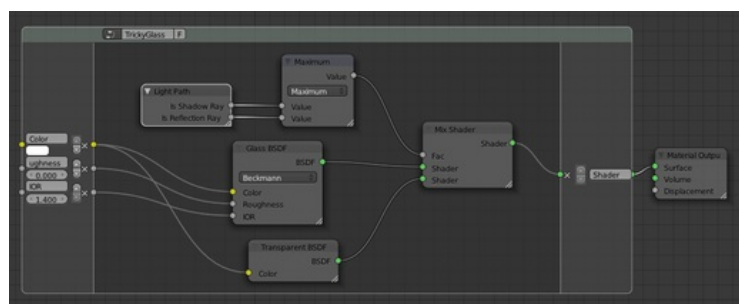 TrickyGlass F
Maximum
Value
Maximum
Value
Value
Light Path
Is Shadow Ray
Is Reflection Ray
Color
ughness
0.000
IOR
1.400
Glass BSDF
BSDF
Beckmann
Color
Roughness
IOR
Transparent BSDF
BSDF
Color
Mix Shader
Shader
Fac
Shader
Shader
Shader
Material Outpu
Surface
Volume
Displacement